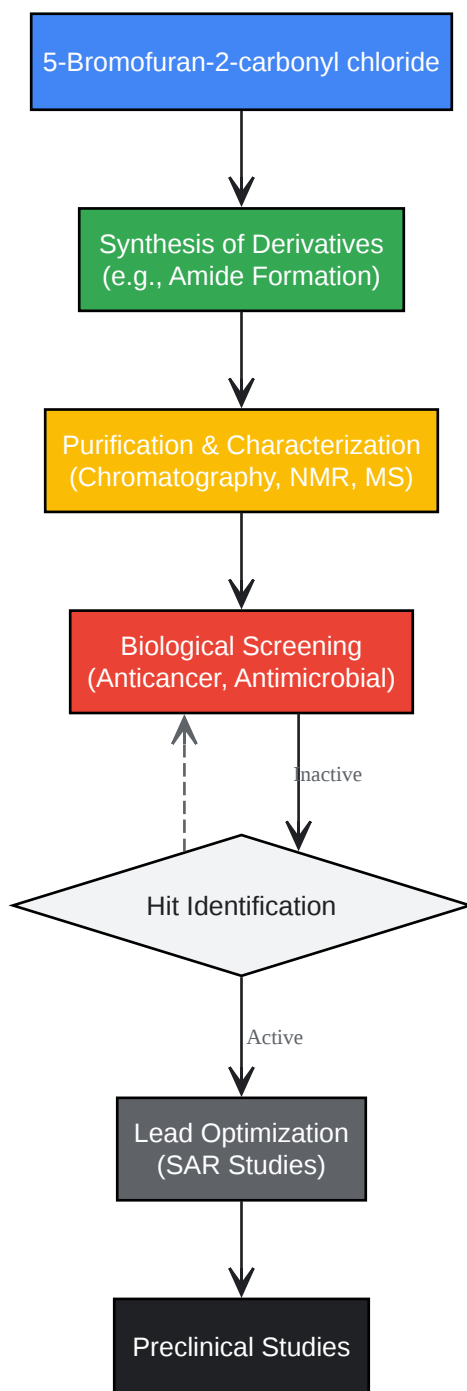 5-Bromofuran-2-carbonyl chloride
Synthesis of Derivatives
(e.g., Amide Formation)
Purification & Characterization
(Chromatography, NMR, MS)
Biological Screening
(Anticancer, Antimicrobial)
Inactive
Hit Identification
Active
Lead Optimization
(SAR Studies)
Preclinical Studies